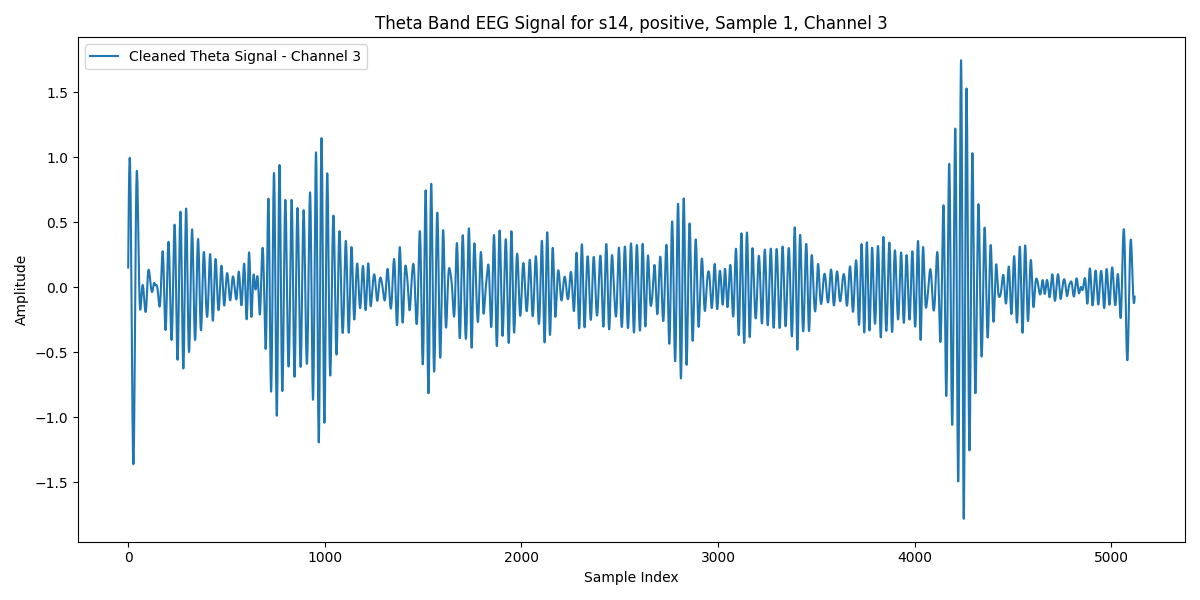 Theta Band EEG Signal for s14, positive, Sample 1, Channel 3
Cleaned Theta Signal - Channel 3
1.5
1.0
0.5
0.0
−0.5
−1.0
−1.5
Amplitude
0 1000 2000 3000 4000 5000
Sample Index